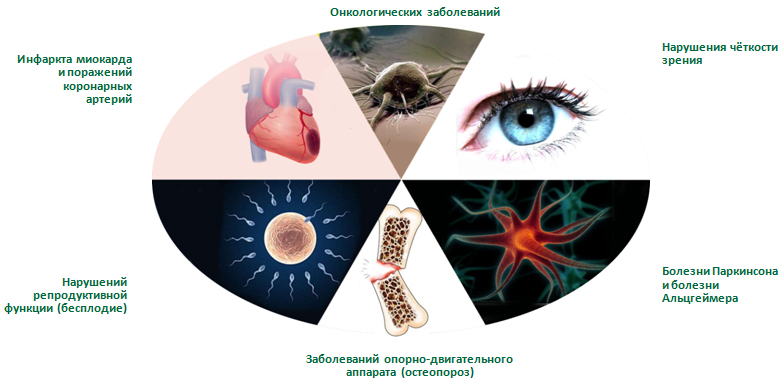 Онкологических заболеваний
Инфаркта миокарда
и поражений
коронарных
артерий
Нарушения чёткости
зрения
Нарушений
репродуктивной
функции (бесплодие)
Болезни Паркинсона
и болезни
Альцгеймера
Заболеваний опорно-двигательного
аппарата (остеопороз)